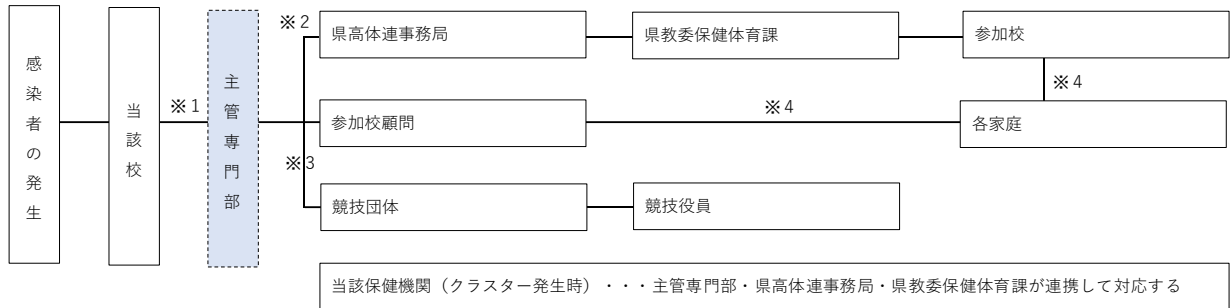 感染者の発生
当該校
※1
主管専門部
※2
県高体連事務局
県教委保健体育課
参加校
※4
参加校顧問
※4
各家庭
※3
競技団体
競技役員
当該保健機関（クラスター発生時）・・・主管専門部・県高体連事務局・県教委保健体育課が連携して対応する